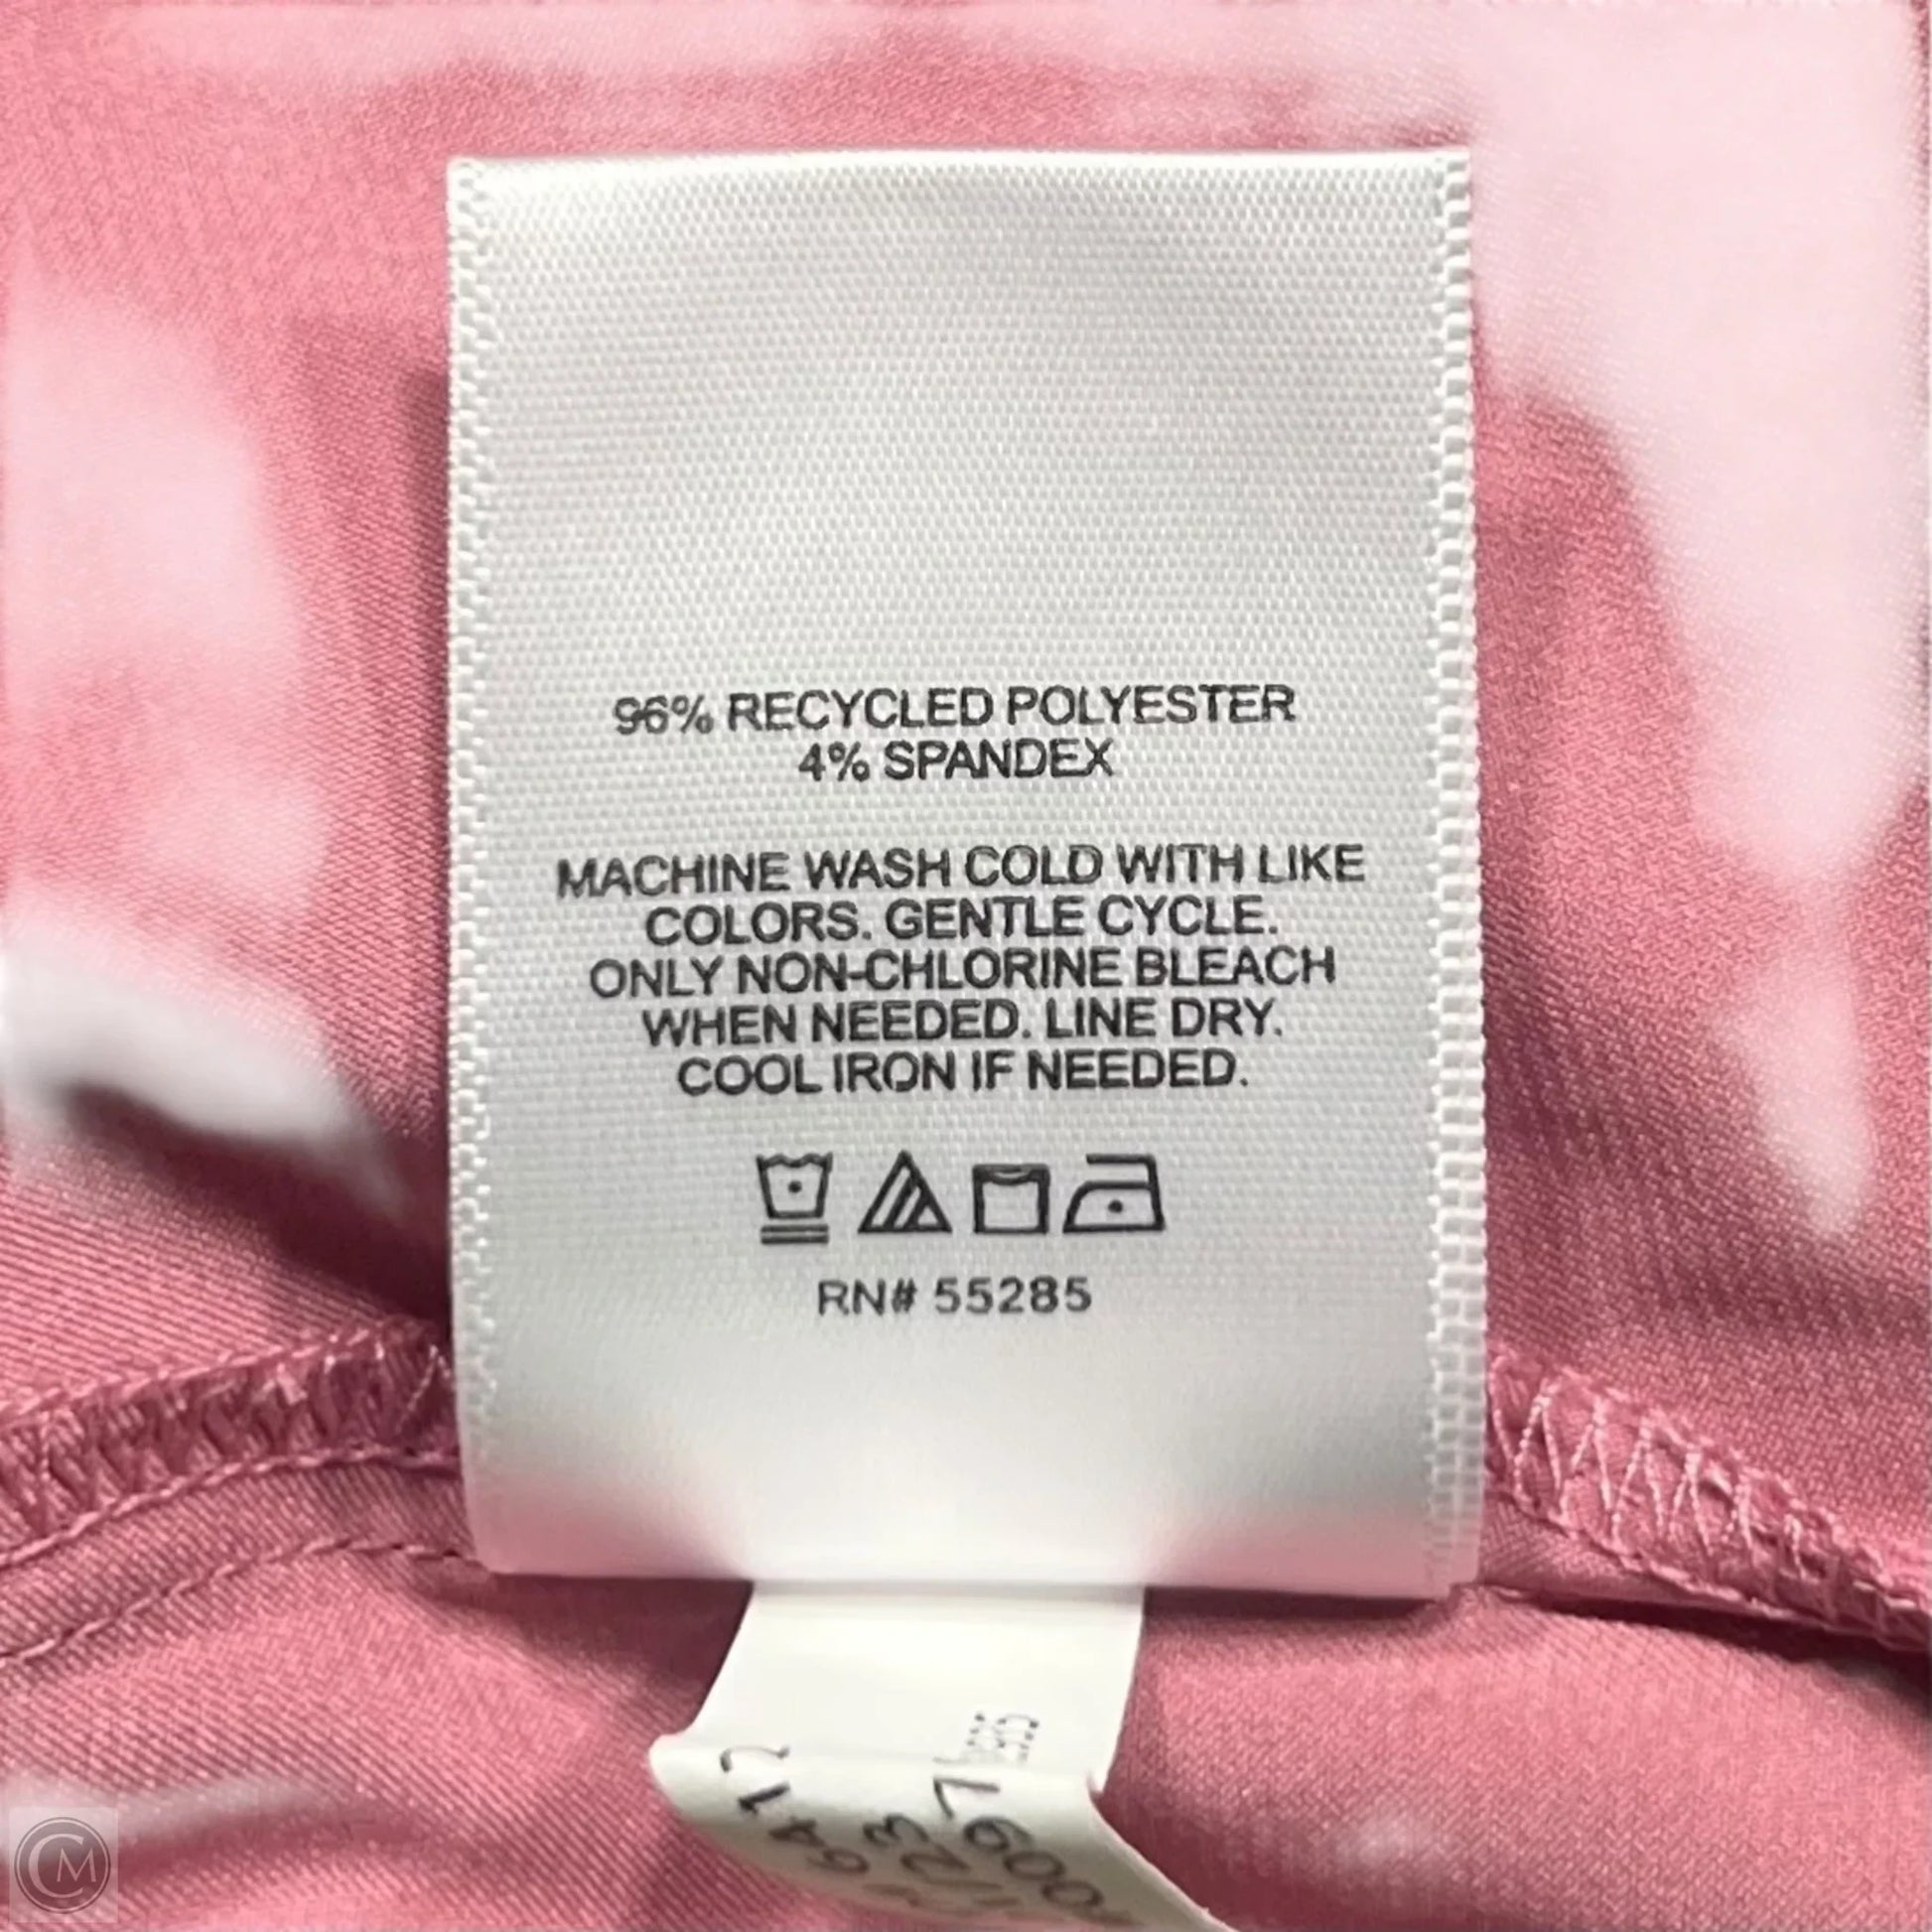 96% RECYCLED POLYESTER
4% SPANDEX
MACHINE WASH COLD WITH LIKE
COLORS. GENTLE CYCLE.
ONLY NON-CHLORINE BLEACH
WHEN NEEDED. LINE DRY.
COOL IRON IF NEEDED.
RN# 55285
CM